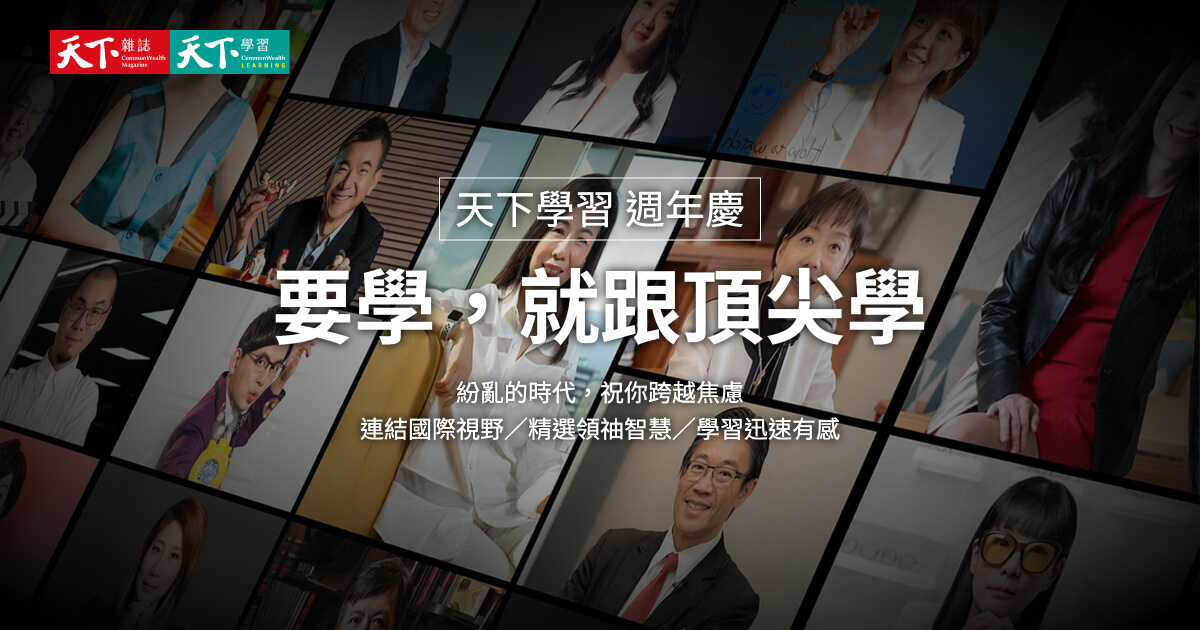 天下雜誌
CommonWealth
Magazine
天下學習
CommonWealth
LEARNING
天下學習 週年慶
要學，就跟頂尖學
紛亂的時代，祝你跨越焦慮
連結國際視野／精選領袖智慧／學習迅速有感